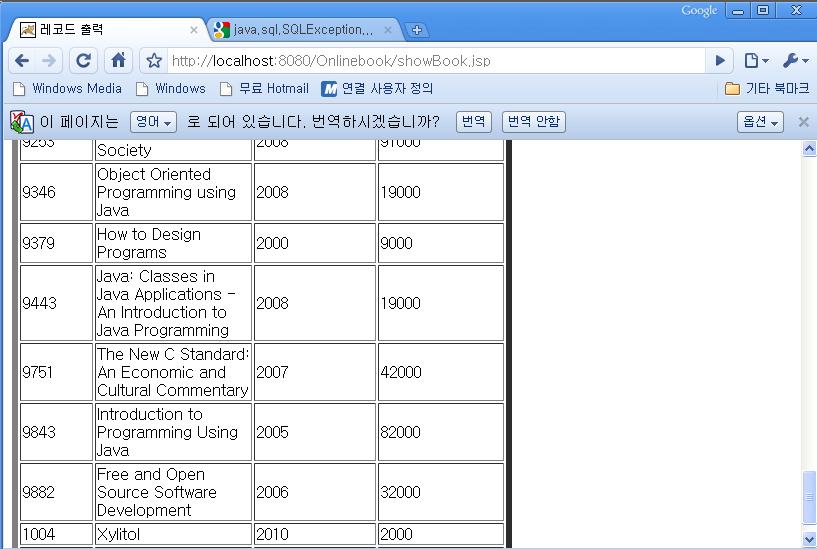 Google
레코드 출력
java.sql.SQLException...
http://localhost:8080/Onlinebook/showBook.jsp
Windows Media
Windows
무료 Hotmail
연결 사용자 정의
기타 북마크
이 페이지는 영어 로 되어 있습니다. 번역하시겠습니까? 번역 번역 안함 옵션
9253 Society 2008 91000
9346 Object Oriented 2008 19000
Programming using
Java
9379 How to Design 2000 9000
Programs
9443 Java: Classes in 2008 19000
Java Applications -
An Introduction to
Java Programming
9751 The New C Standard: 2007 42000
An Economic and
Cultural Commentary
9843 Introduction to 2005 82000
Programming Using
Java
9882 Free and Open 2006 32000
Source Software
Development
1004 Xylitol 2010 2000